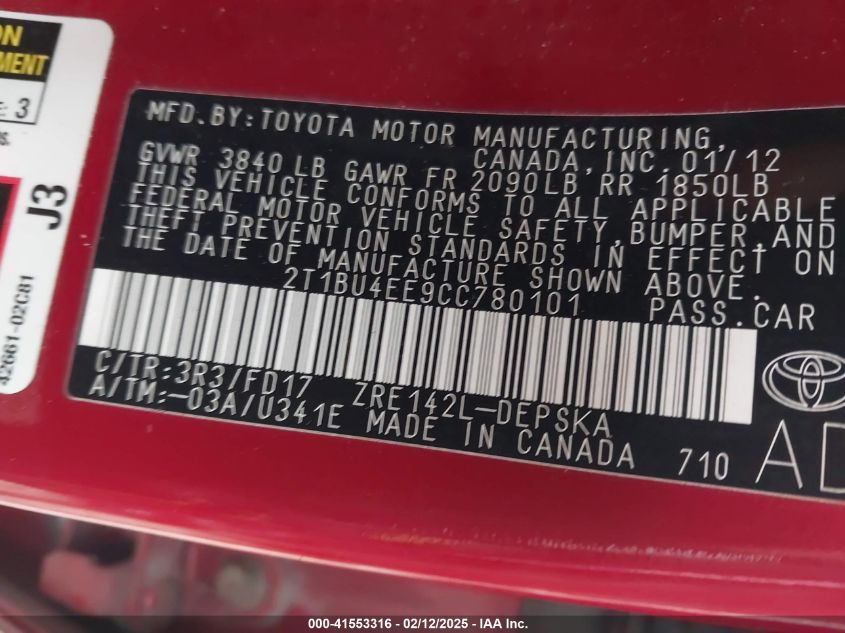 ON
MENT
E: 3
J3
42661-02C81
MFD.BY:TOYOTA MOTOR MANUFACTURING,
CANADA,INC.01/12
GVWR 3840 LB GAWR FR 2090LB RR 1850LB
THIS VEHICLE CONFORMS TO ALL APPLICABLE
FEDERAL MOTOR VEHICLE SAFETY,BUMPER,AND
THEFT PREVENTION STANDARDS IN EFFECT ON
THE DATE OF MANUFACTURE SHOWN ABOVE.
2T1BU4EE9CC780101 PASS.CAR
C/TR:3R3/FD17 ZRE142L-DEPSKA
A/TM:-03A/U341E MADE IN CANADA 710
AD
000-41553316 - 02/12/2025 - IAA Inc.